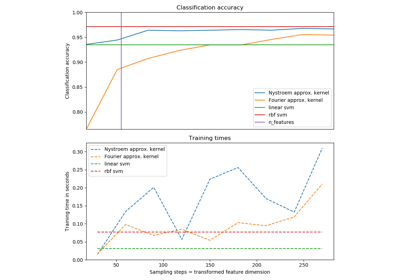 Classification accuracy
1.00
0.95
0.90
0.85
0.80
Classification accuracy
Nystroem approx. kernel
Fourier approx. kernel
linear svm
rbf svm
n_features
Training times
0.30
0.25
0.20
0.15
0.10
0.05
0.00
Training time in seconds
Nystroem approx. kernel
Fourier approx. kernel
linear svm
rbf svm
50
100
150
200
250
Sampling steps = transformed feature dimension